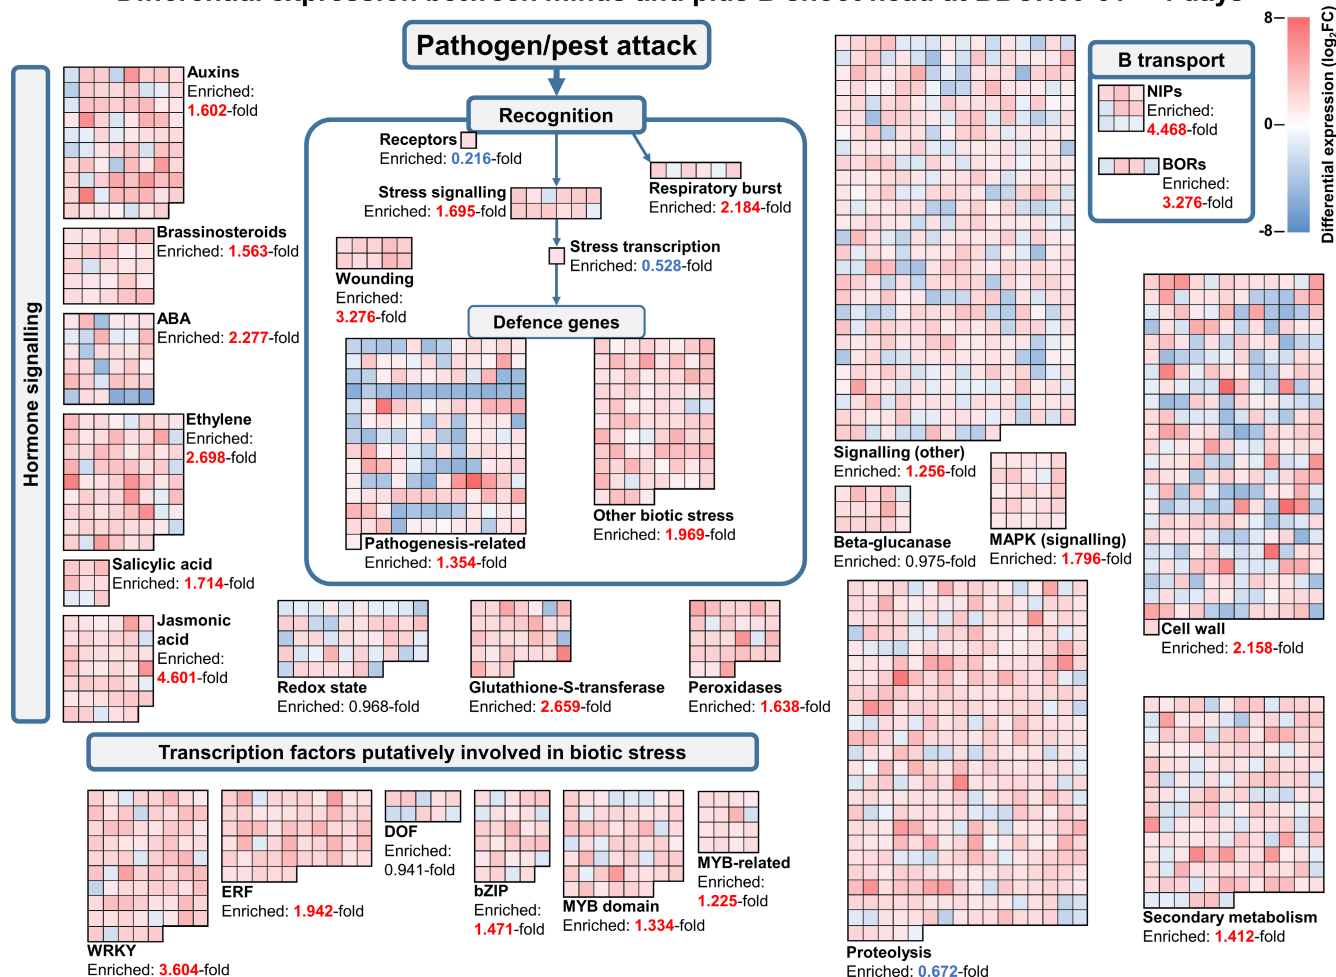 Pathogen/pest attack
Recognition
Receptors
Enriched: 0.216-fold
Stress signalling
Enriched: 1.695-fold
Respiratory burst
Enriched: 2.184-fold
Stress transcription
Enriched: 0.528-fold
Wounding
Enriched:
3.276-fold
Defence genes
Pathogenesis-related
Enriched: 1.354-fold
Other biotic stress
Enriched: 1.969-fold
Hormone signalling
Auxins
Enriched:
1.602-fold
Brassinosteroids
Enriched: 1.563-fold
ABA
Enriched: 2.277-fold
Ethylene
Enriched:
2.698-fold
Salicylic acid
Enriched: 1.714-fold
Jasmonic
acid
Enriched:
4.601-fold
Redox state
Enriched: 0.968-fold
Glutathione-S-transferase
Enriched: 2.659-fold
Peroxidases
Enriched: 1.638-fold
Transcription factors putatively involved in biotic stress
WRKY
Enriched: 3.604-fold
ERF
Enriched: 1.942-fold
DOF
Enriched:
0.941-fold
bZIP
Enriched:
1.471-fold
MYB domain
Enriched: 1.334-fold
MYB-related
Enriched:
1.225-fold
Signalling (other)
Enriched: 1.256-fold
Beta-glucanase
Enriched: 0.975-fold
MAPK (signalling)
Enriched: 1.796-fold
Proteolysis
Enriched: 0.672-fold
B transport
NIPs
Enriched:
4.468-fold
BORs
Enriched:
3.276-fold
8
0
-8
Differential expression (log₂FC)
Cell wall
Enriched: 2.158-fold
Secondary metabolism
Enriched: 1.412-fold